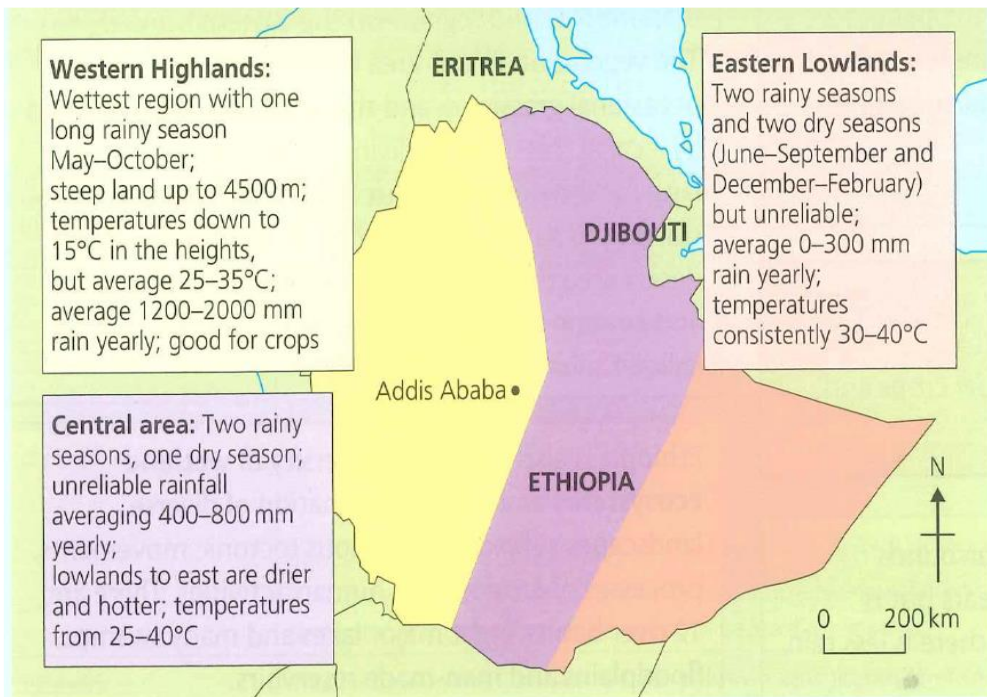 Western Highlands:
Wettest region with one
long rainy season
May–October;
steep land up to 4500 m;
temperatures down to
15°C in the heights,
but average 25–35°C;
average 1200–2000 mm
rain yearly; good for crops
Central area: Two rainy
seasons, one dry season;
unreliable rainfall
averaging 400–800 mm
yearly;
lowlands to east are drier
and hotter; temperatures
from 25–40°C
ERITREA
DJIBOUTI
Addis Ababa
ETHIOPIA
Eastern Lowlands:
Two rainy seasons
and two dry seasons
(June–September and
December–February)
but unreliable;
average 0–300 mm
rain yearly;
temperatures
consistently 30–40°C
N
0 200 km